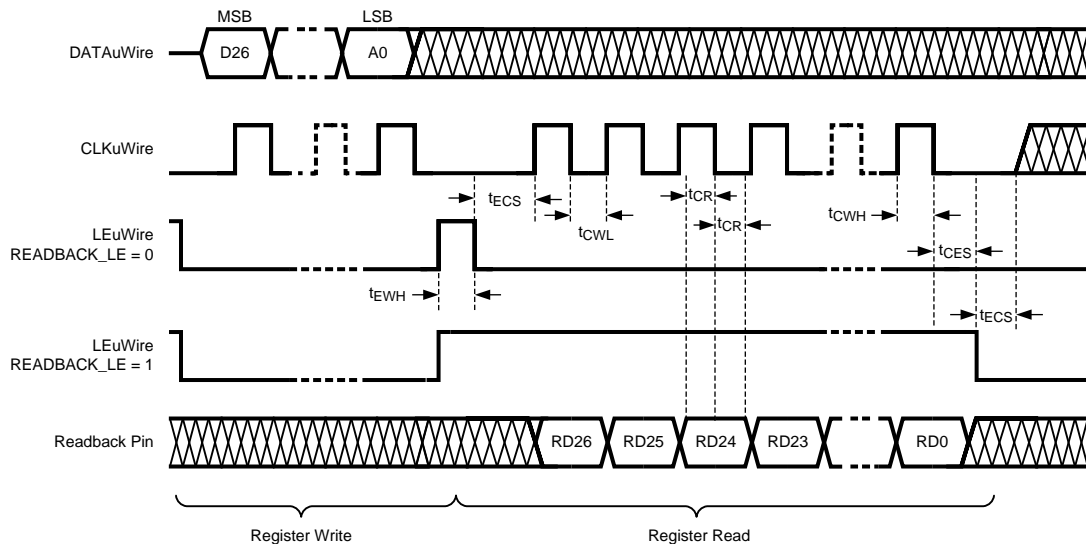 MSB
LSB
DATAuWire
D26
A0
CLKuWire
tECS
tCR
tCWH
tCWL
tCR
LEuWire
READBACK_LE = 0
tCES
tEWH
tECS
LEuWire
READBACK_LE = 1
Readback Pin
RD26
RD25
RD24
RD23
RD0
Register Write
Register Read